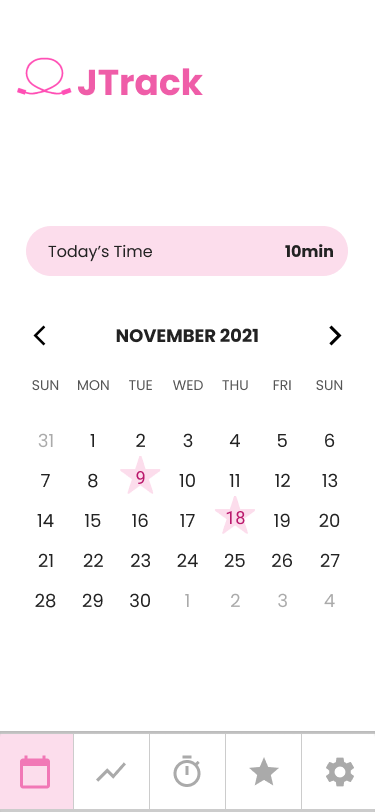 JTrack
Today's Time 10min
NOVEMBER 2021
SUN MON TUE WED THU FRI SUN
31 1 2 3 4 5 6
7 8 9 10 11 12 13
14 15 16 17 18 19 20
21 22 23 24 25 26 27
28 29 30 1 2 3 4